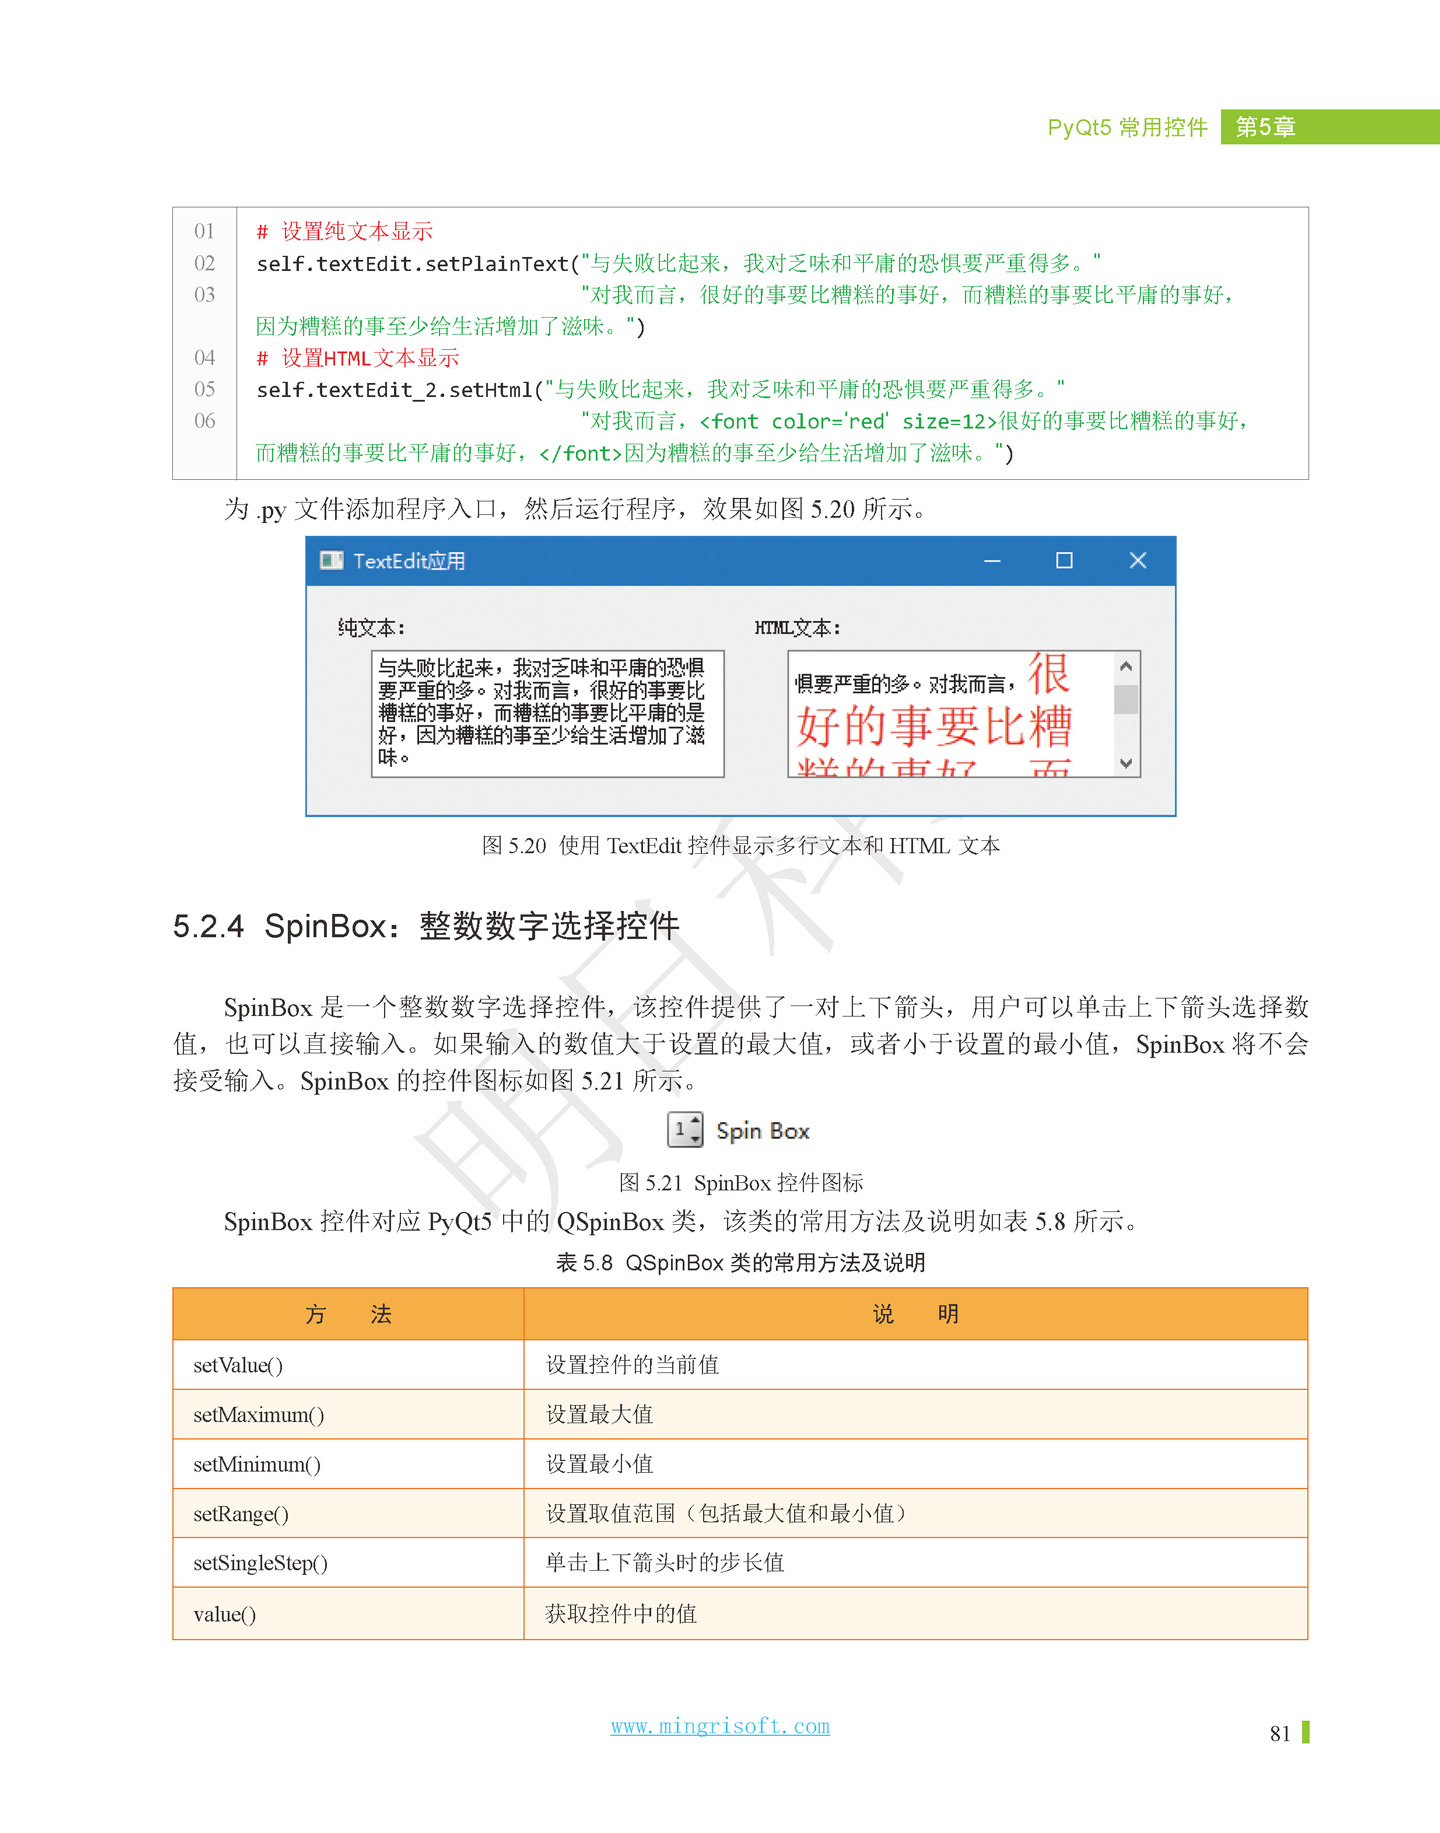 PyQt5 常用控件 第5章
01 # 设置纯文本显示
02 self.textEdit.setPlainText("与失败比起来，我对乏味和平庸的恐惧要严重得多。"
03 "对我而言，很好的事要比糟糕的事好，而糟糕的事要比平庸的事好，
因为糟糕的事至少给生活增加了滋味。")
04 # 设置HTML文本显示
05 self.textEdit_2.setHtml("与失败比起来，我对乏味和平庸的恐惧要严重得多。"
06 "对我而言，<font color='red' size=12>很好的事要比糟糕的事好，
而糟糕的事要比平庸的事好，</font>因为糟糕的事至少给生活增加了滋味。")
为 .py 文件添加程序入口，然后运行程序，效果如图 5.20 所示。
TextEdit应用
纯文本：
与失败比起来，我对乏味和平庸的恐惧
要严重的多。对我而言，很好的事要比
糟糕的事好，而糟糕的事要比平庸的是
好，因为糟糕的事至少给生活增加了滋
味。
HTML文本：
惧要严重的多。对我而言，很
好的事要比糟
糕的事好，而
图 5.20 使用 TextEdit 控件显示多行文本和 HTML 文本
5.2.4 SpinBox：整数数字选择控件
SpinBox 是一个整数数字选择控件，该控件提供了一对上下箭头，用户可以单击上下箭头选择数
值，也可以直接输入。如果输入的数值大于设置的最大值，或者小于设置的最小值，SpinBox 将不会
接受输入。SpinBox 的控件图标如图 5.21 所示。
1 Spin Box
图 5.21 SpinBox 控件图标
SpinBox 控件对应 PyQt5 中的 QSpinBox 类，该类的常用方法及说明如表 5.8 所示。
表 5.8 QSpinBox 类的常用方法及说明
方 法 说 明
setValue() 设置控件的当前值
setMaximum() 设置最大值
setMinimum() 设置最小值
setRange() 设置取值范围（包括最大值和最小值）
setSingleStep() 单击上下箭头时的步长值
value() 获取控件中的值
明日科
www.mingrisoft.com
81